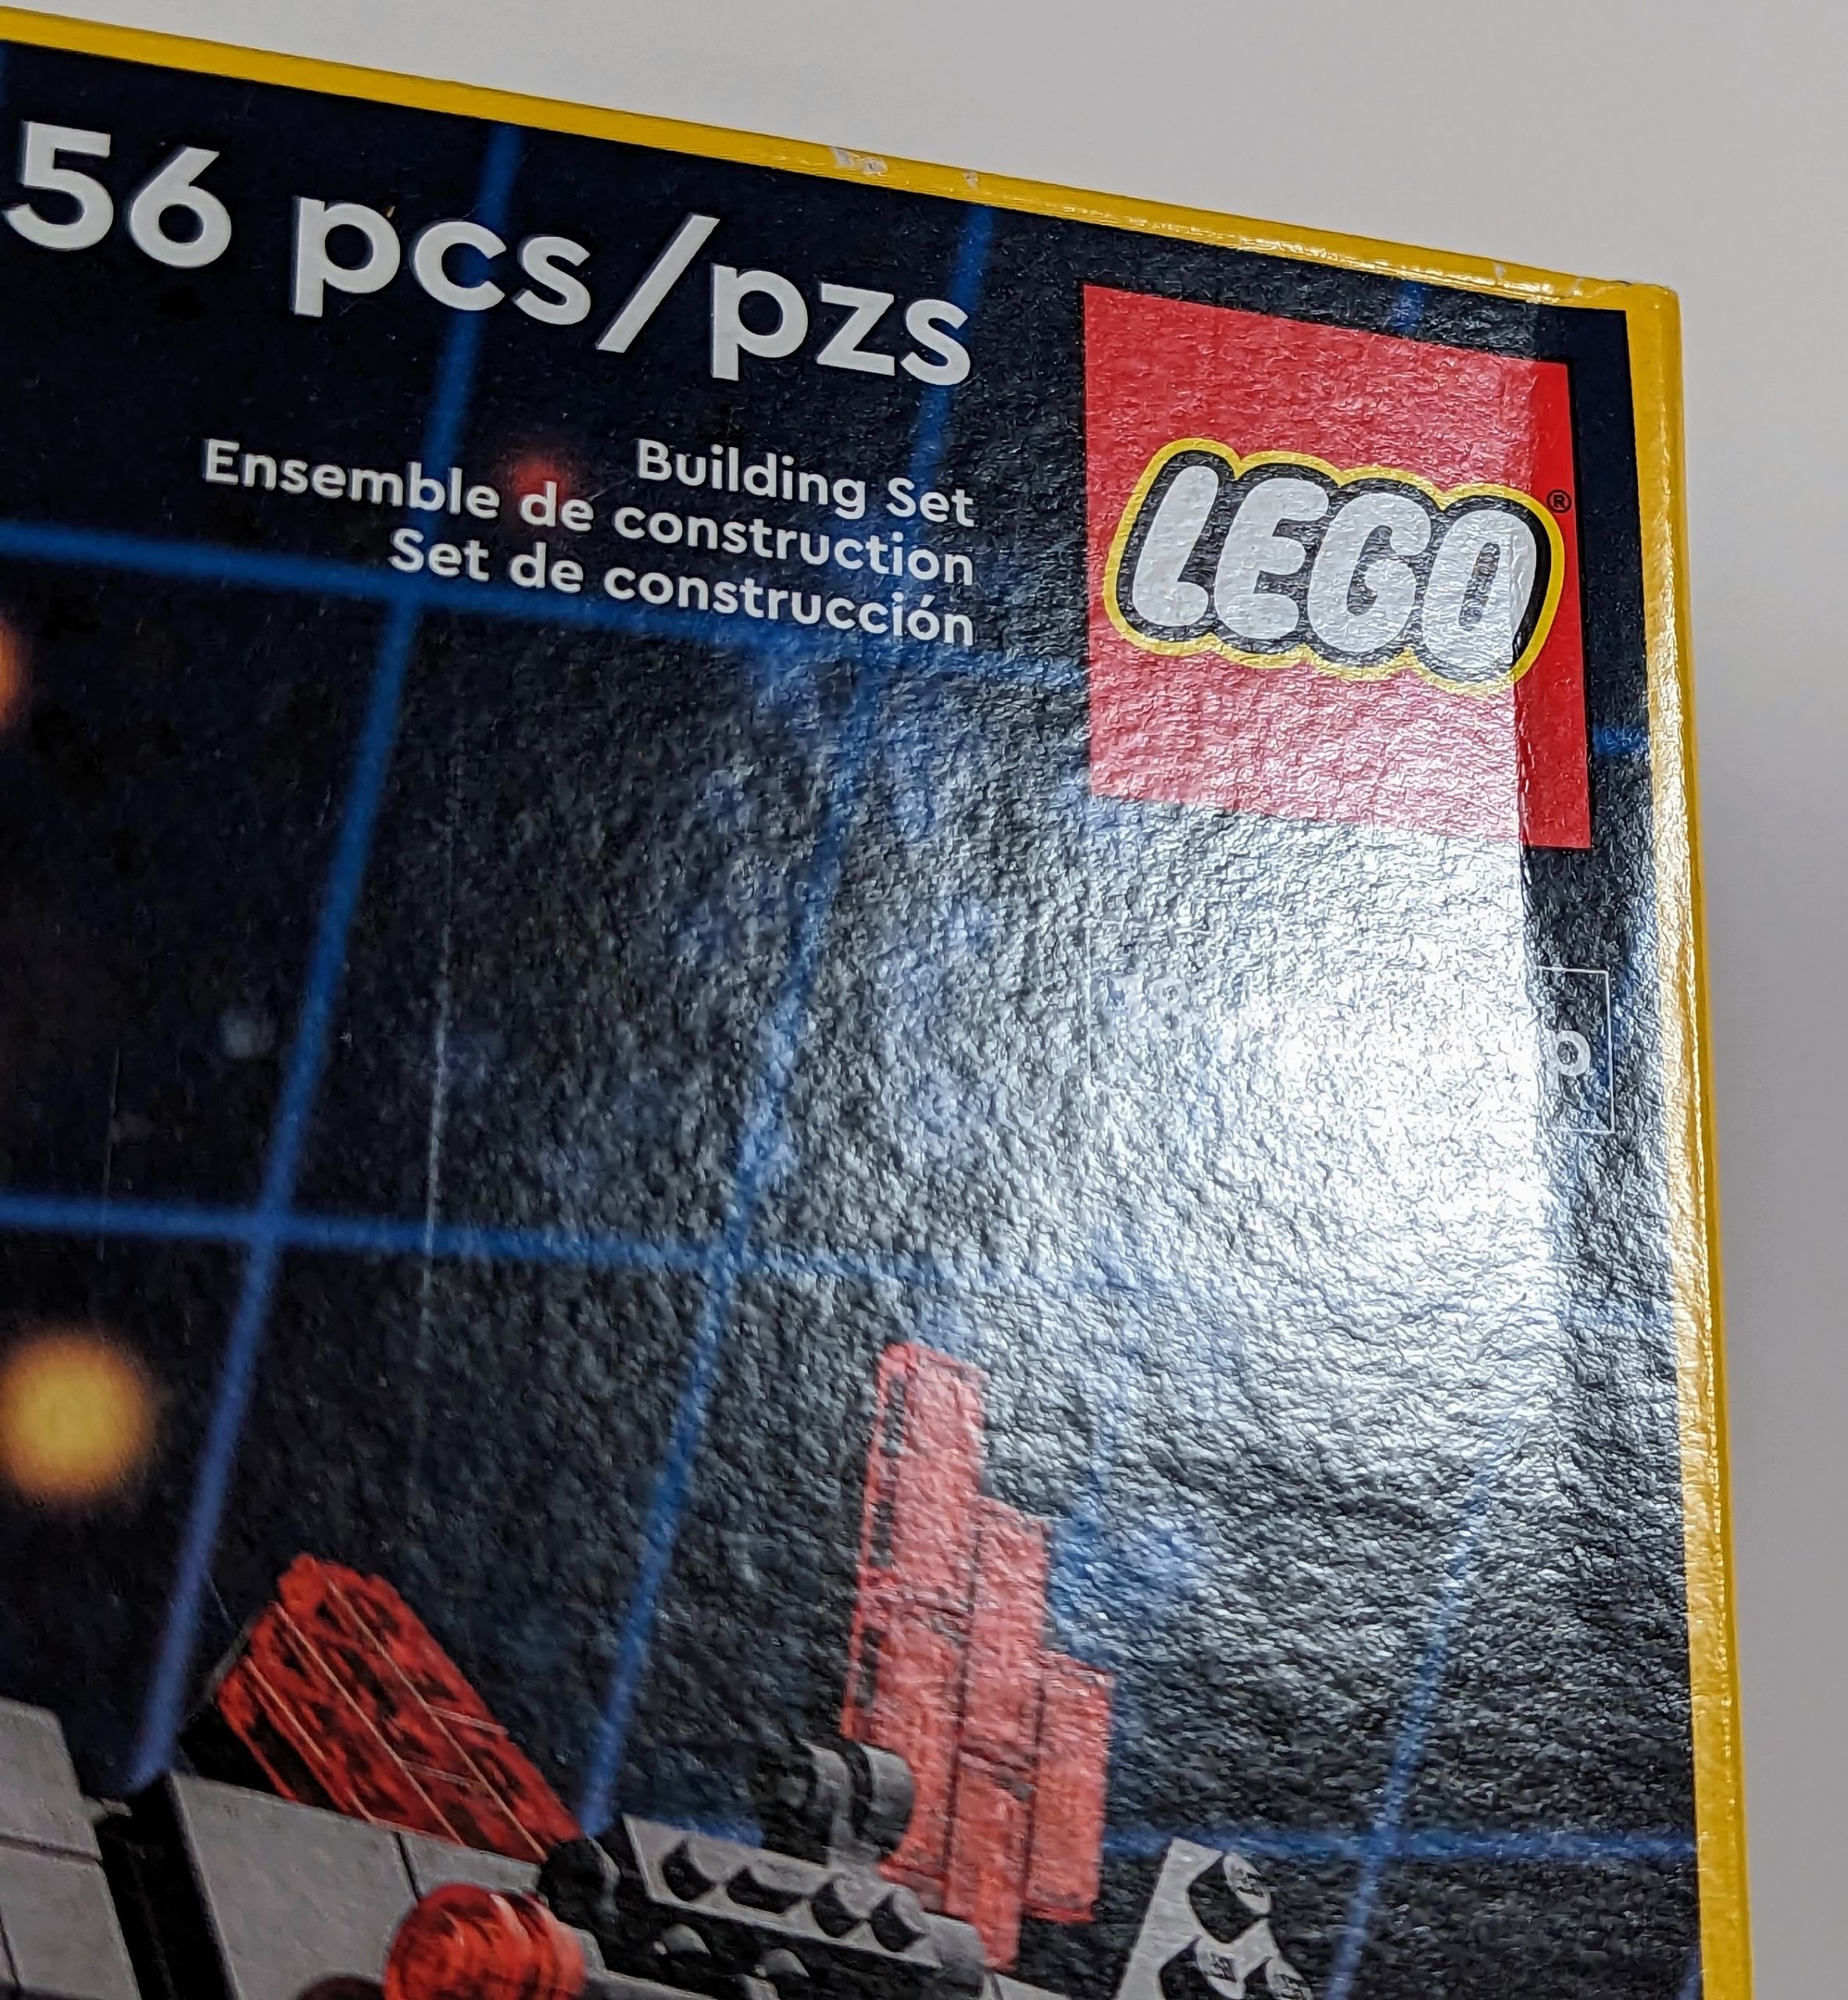 56 pcs/pzs
Building Set
Ensemble de construction
Set de construcción
LEGO®